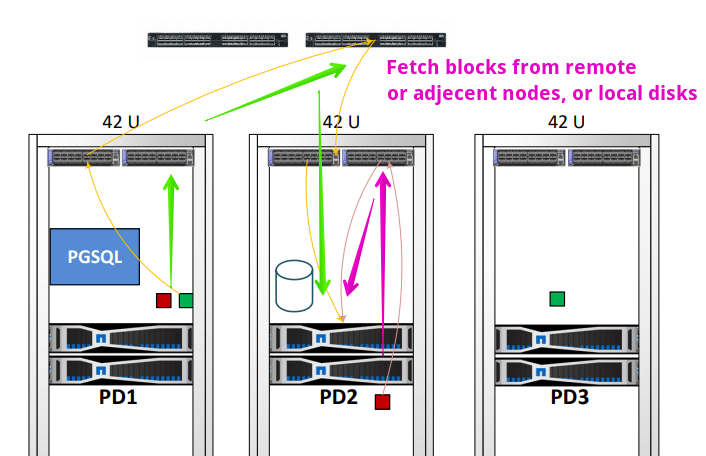 Fetch blocks from remote
or adjecent nodes, or local disks
42 U
42 U
42 U
PGSQL
PD1
PD2
PD3